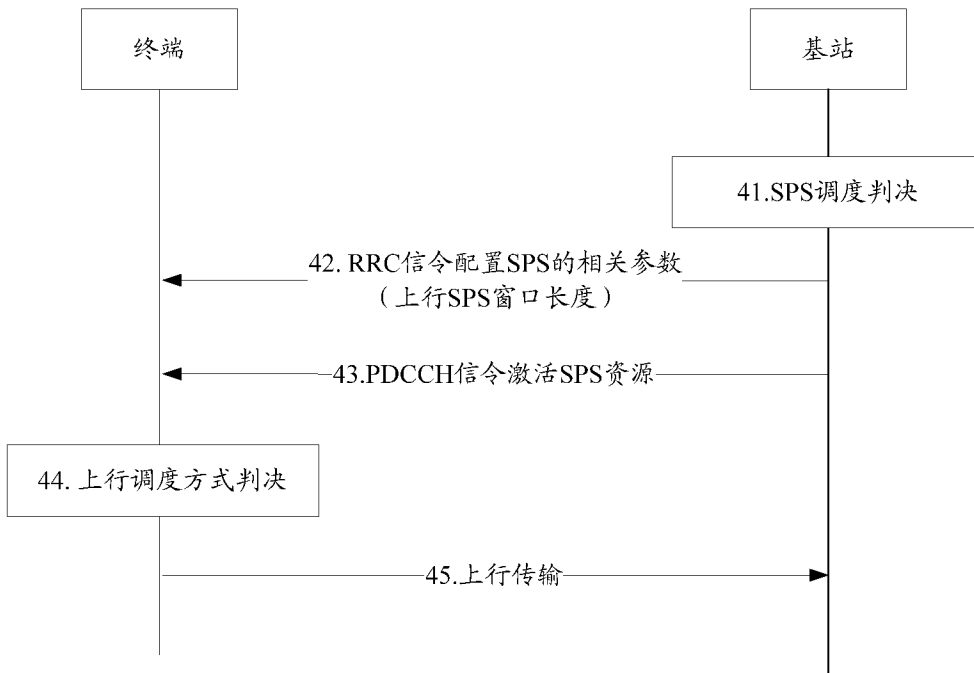 终端
基站
41.SPS调度判决
42. RRC信令配置SPS的相关参数
（上行SPS窗口长度）
43.PDCCH信令激活SPS资源
44. 上行调度方式判决
45.上行传输